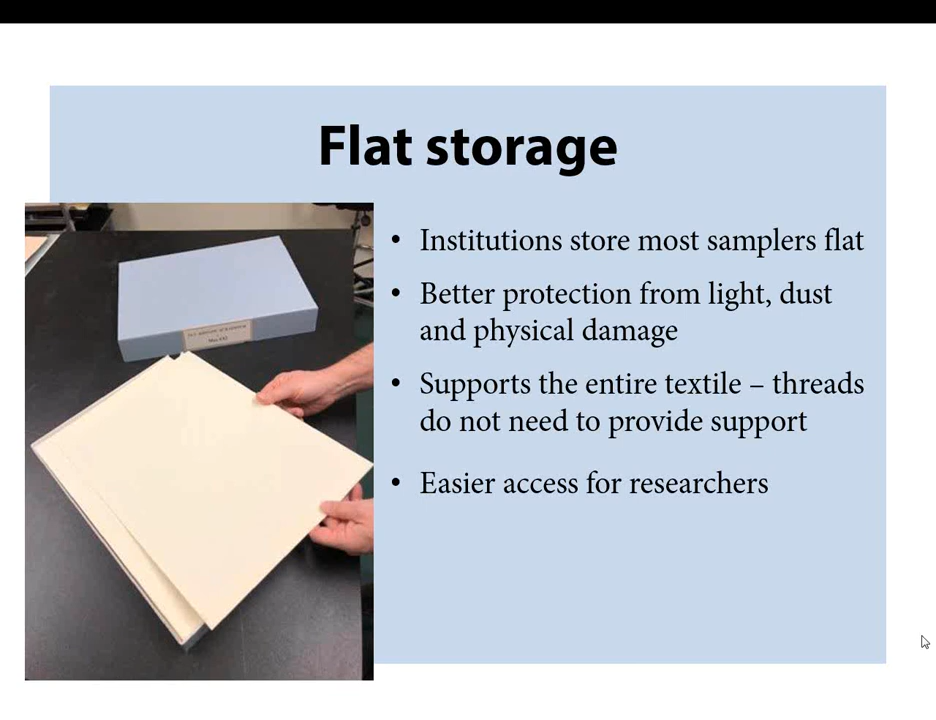 Flat storage
• Institutions store most samplers flat
• Better protection from light, dust
and physical damage
• Supports the entire textile – threads
do not need to provide support
• Easier access for researchers